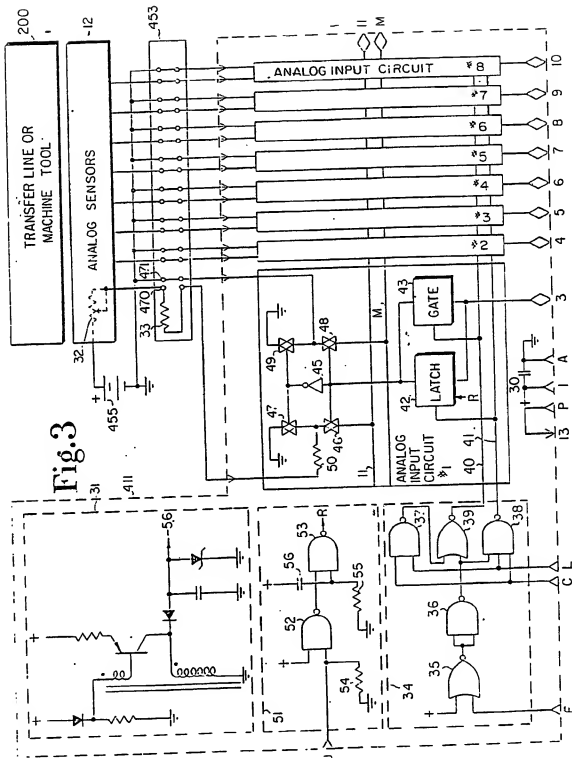 200
TRANSFER LINE OR
MACHINE TOOL
12
ANALOG SENSORS
32
455
453
470
471
33
Fig.3
31
411
56
51
52
53
R
54
55
56
34
35
36
37
38
39
40
41
49
48
47
46
45
50
11
M
LATCH
42
R
GATE
43
ANALOG
INPUT
CIRCUIT
#1
ANALOG INPUT CIRCUIT
#2
#3
#4
#5
#6
#7
#8
11
M
3
4
5
6
7
8
9
10
C
L
13
P
I
A
30